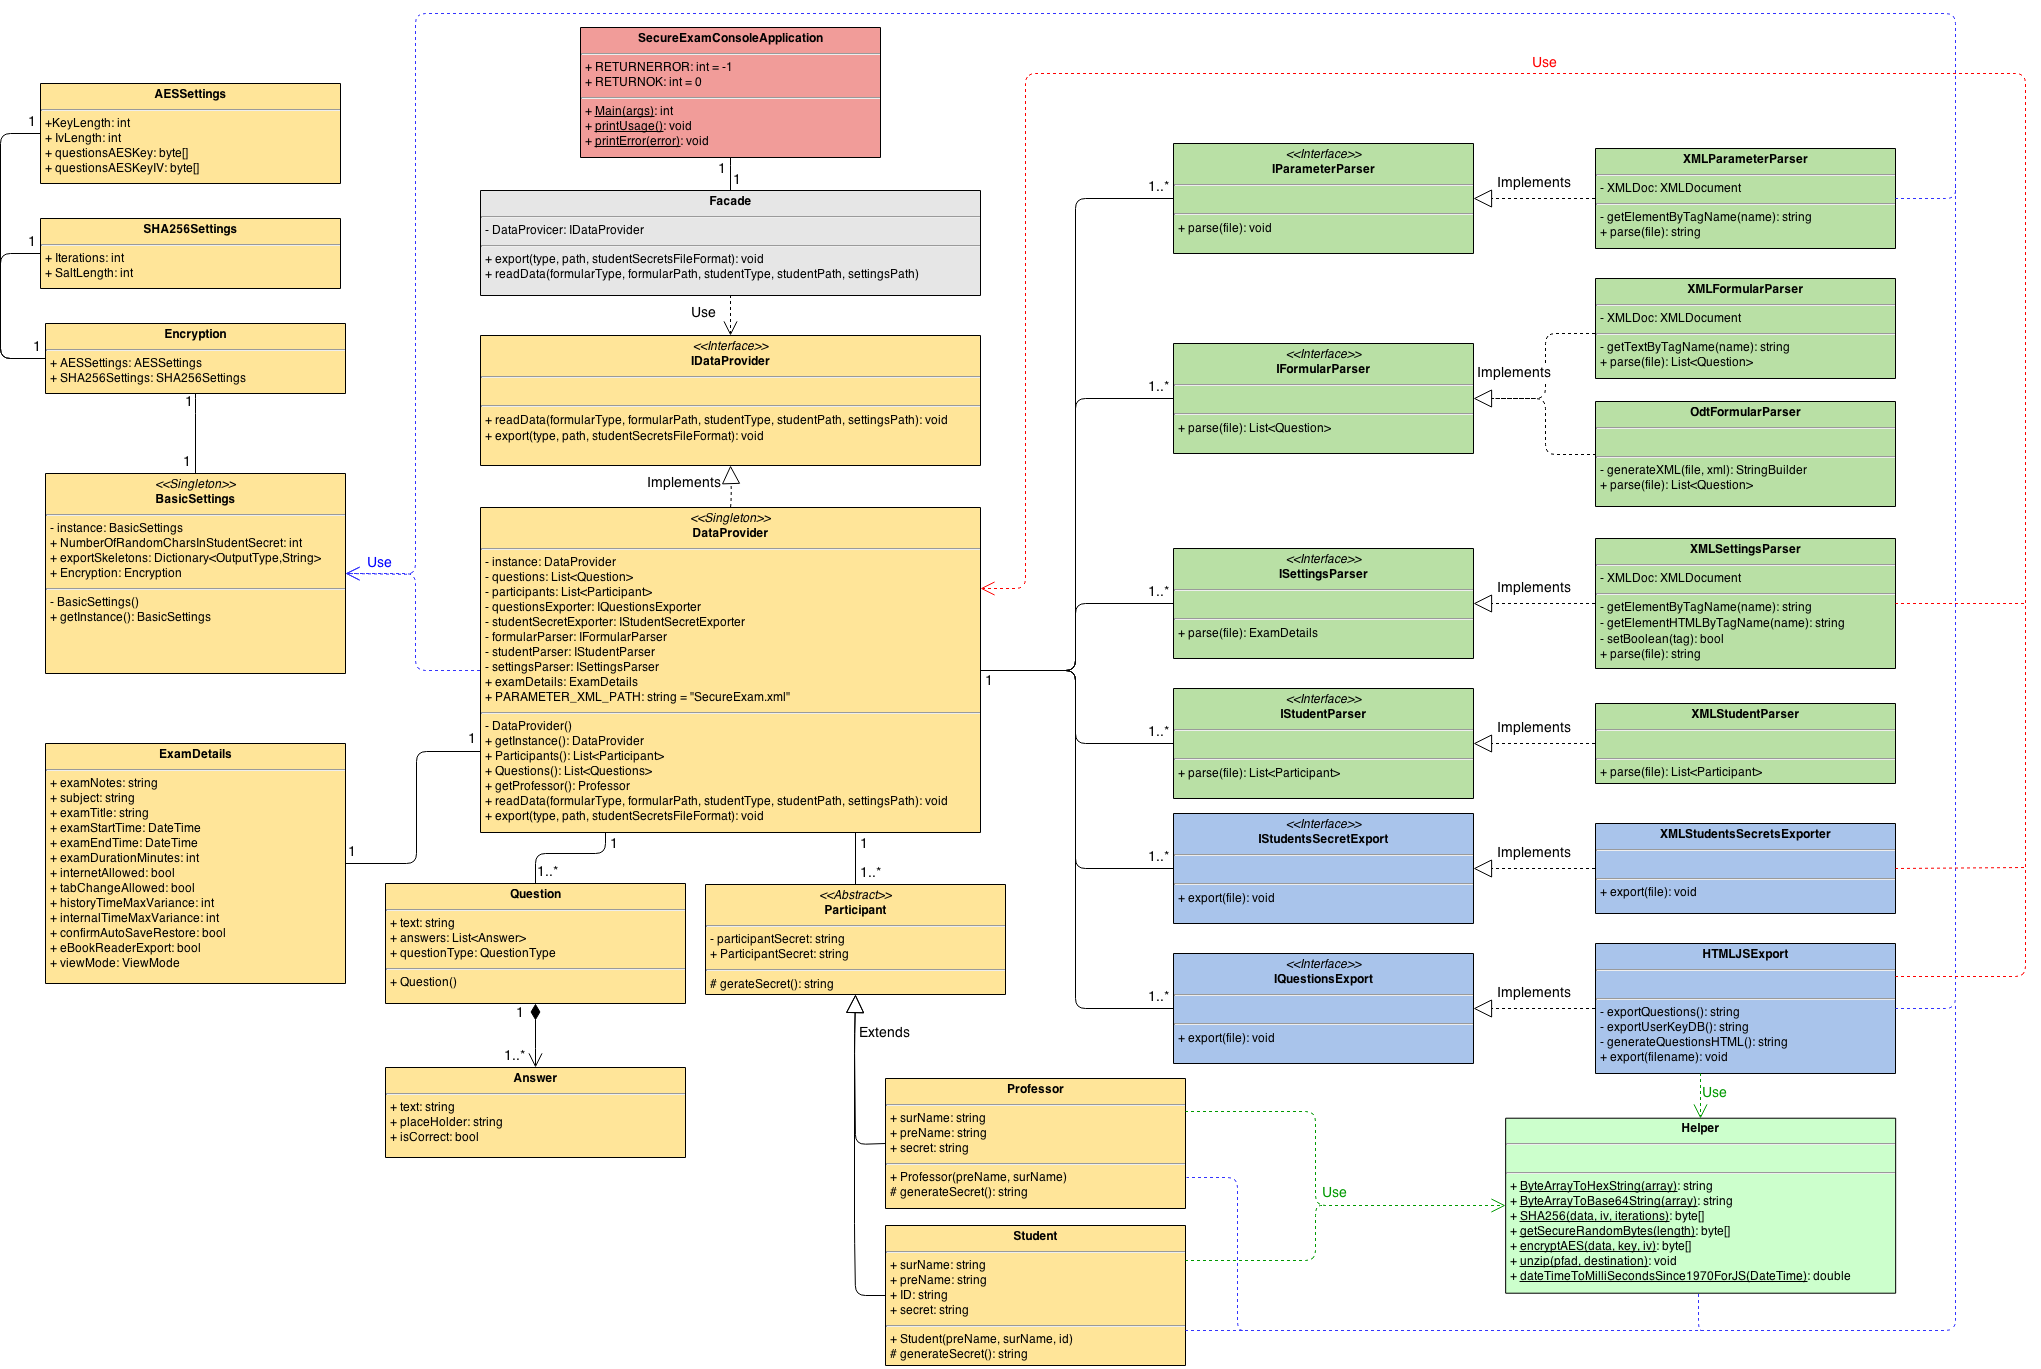 SecureExamConsoleApplication
+ RETURNERROR: int = -1
+ RETURNOK: int = 0
+ Main(args): int
+ printUsage(): void
+ printError(error): void
1
1
Use
AESSettings
+KeyLength: int
+ IvLength: int
+ questionsAESKey: byte[]
+ questionsAESKeyIV: byte[]
1
SHA256Settings
+ Iterations: int
+ SaltLength: int
1
Encryption
+ AESSettings: AESSettings
+ SHA256Settings: SHA256Settings
1
1
1
<<Singleton>>
BasicSettings
- instance: BasicSettings
+ NumberOfRandomCharsInStudentSecret: int
+ exportSkeletons: Dictionary<OutputType,String>
+ Encryption: Encryption
- BasicSettings()
+ getInstance(): BasicSettings
Use
ExamDetails
+ examNotes: string
+ subject: string
+ examTitle: string
+ examStartTime: DateTime
+ examEndTime: DateTime
+ examDurationMinutes: int
+ internetAllowed: bool
+ tabChangeAllowed: bool
+ historyTimeMaxVariance: int
+ internalTimeMaxVariance: int
+ confirmAutoSaveRestore: bool
+ eBookReaderExport: bool
+ viewMode: ViewMode
1
1
Facade
- DataProvicer: IDataProvider
+ export(type, path, studentSecretsFileFormat): void
+ readData(formularType, formularPath, studentType, studentPath, settingsPath)
Use
<<Interface>>
IDataProvider
+ readData(formularType, formularPath, studentType, studentPath, settingsPath): void
+ export(type, path, studentSecretsFileFormat): void
Implements
<<Singleton>>
DataProvider
- instance: DataProvider
- questions: List<Question>
- participants: List<Participant>
- questionsExporter: IQuestionsExporter
- studentSecretExporter: IStudentSecretExporter
- formularParser: IFormularParser
- studentParser: IStudentParser
- settingsParser: ISettingsParser
+ examDetails: ExamDetails
+ PARAMETER_XML_PATH: string = "SecureExam.xml"
- DataProvider()
+ getInstance(): DataProvider
+ Participants(): List<Participant>
+ Questions(): List<Questions>
+ getProfessor(): Professor
+ readData(formularType, formularPath, studentType, studentPath, settingsPath): void
+ export(type, path, studentSecretsFileFormat): void
1
1
1..*
1
1..*
Question
+ text: string
+ answers: List<Answer>
+ questionType: QuestionType
+ Question()
1
1..*
Answer
+ text: string
+ placeHolder: string
+ isCorrect: bool
<<Abstract>>
Participant
- participantSecret: string
+ ParticipantSecret: string
# gerateSecret(): string
Extends
Professor
+ surName: string
+ preName: string
+ secret: string
+ Professor(preName, surName)
# generateSecret(): string
Student
+ surName: string
+ preName: string
+ ID: string
+ secret: string
+ Student(preName, surName, id)
# generateSecret(): string
Use
1..*
<<Interface>>
IParameterParser
+ parse(file): void
Implements
XMLParameterParser
- XMLDoc: XMLDocument
- getElementByTagName(name): string
+ parse(file): string
1..*
<<Interface>>
IFormularParser
+ parse(file): List<Question>
Implements
XMLFormularParser
- XMLDoc: XMLDocument
- getTextByTagName(name): string
+ parse(file): List<Question>
OdtFormularParser
- generateXML(file, xml): StringBuilder
+ parse(file): List<Question>
1..*
<<Interface>>
ISettingsParser
+ parse(file): ExamDetails
Implements
XMLSettingsParser
- XMLDoc: XMLDocument
- getElementByTagName(name): string
- getElementHTMLByTagName(name): string
- setBoolean(tag): bool
+ parse(file): string
1..*
<<Interface>>
IStudentParser
+ parse(file): List<Participant>
Implements
XMLStudentParser
+ parse(file): List<Participant>
1..*
<<Interface>>
IStudentsSecretExport
+ export(file): void
Implements
XMLStudentsSecretsExporter
+ export(file): void
1..*
<<Interface>>
IQuestionsExport
+ export(file): void
Implements
HTMLJSExport
- exportQuestions(): string
- exportUserKeyDB(): string
- generateQuestionsHTML(): string
+ export(filename): void
Use
Helper
+ ByteArrayToHexString(array): string
+ ByteArrayToBase64String(array): string
+ SHA256(data, iv, iterations): byte[]
+ getSecureRandomBytes(length): byte[]
+ encryptAES(data, key, iv): byte[]
+ unzip(pfad, destination): void
+ dateTimeToMilliSecondsSince1970ForJS(DateTime): double